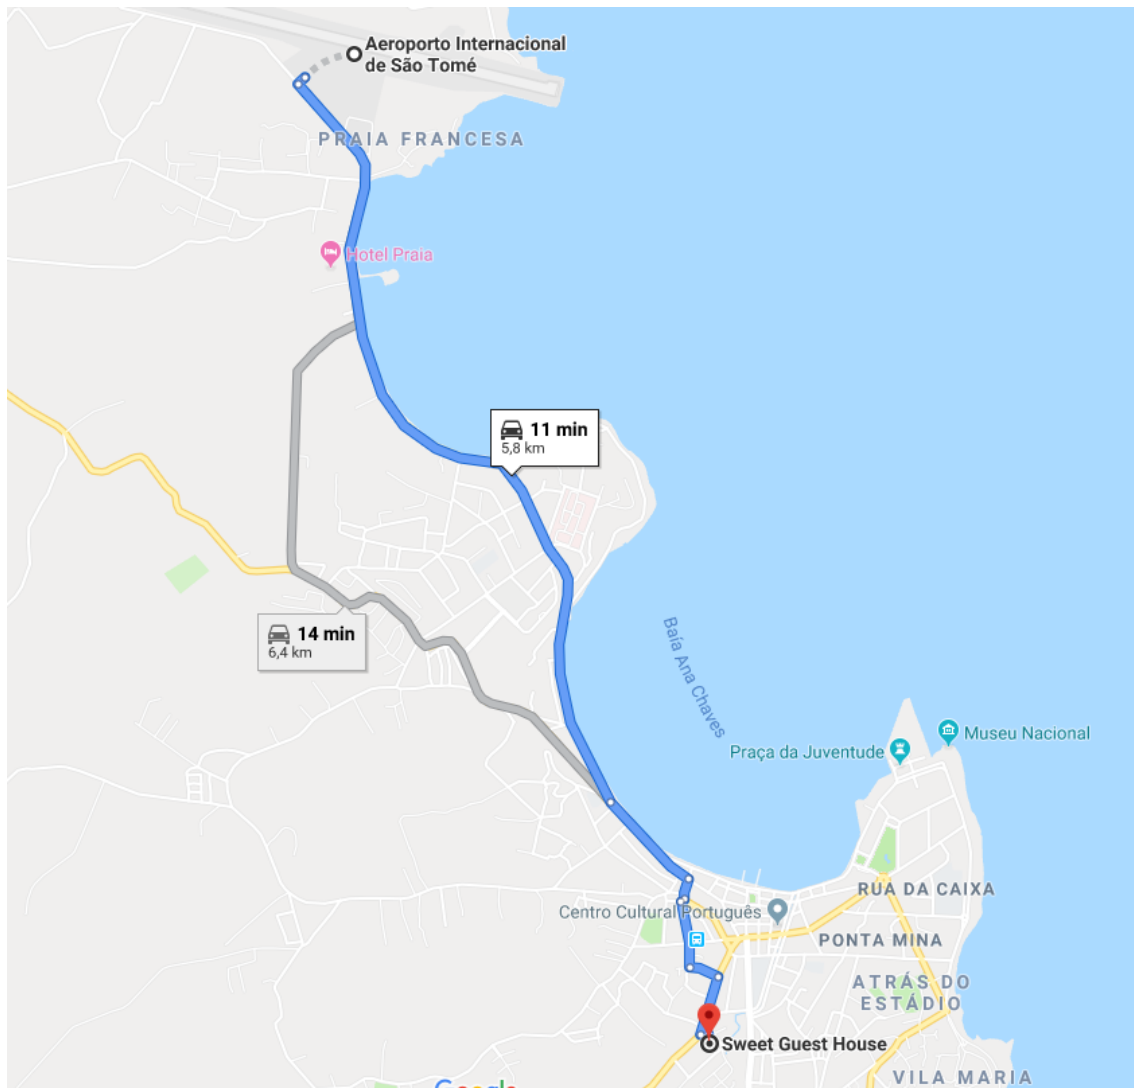 Aeroporto Internacional
de São Tomé
PRAIA FRANCESA
Hotel Praia
11 min
5,8 km
14 min
6,4 km
Baía Ana Chaves
Museu Nacional
Praça da Juventude
RUA DA CAIXA
Centro Cultural Português
PONTA MINA
ATRÁS DO
ESTÁDIO
Sweet Guest House
VILA MARIA
Google